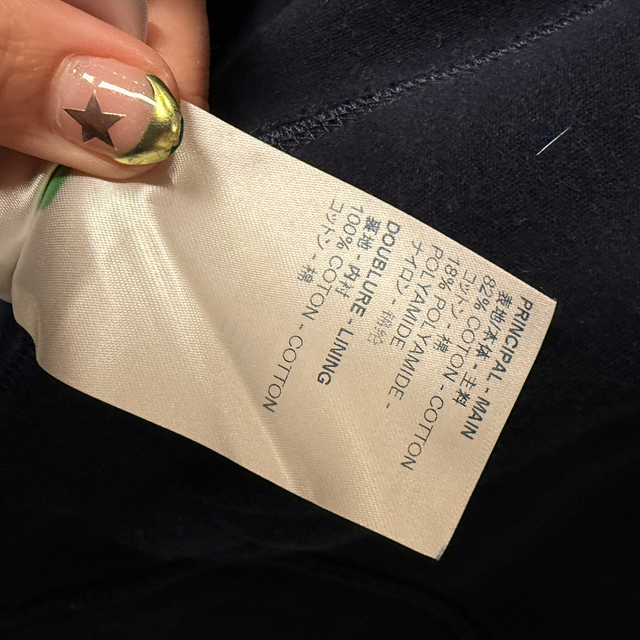 PRINCIPAL - MAIN
表地/本体 - 主料
82% COTON - COTTON
コットン - 棉
18% POLYAMIDE -
POLYAMIDE
ナイロン - 锦纶
DOUBLURE - LINING
裏地 - 内衬
100% COTON - COTTON
コットン - 棉